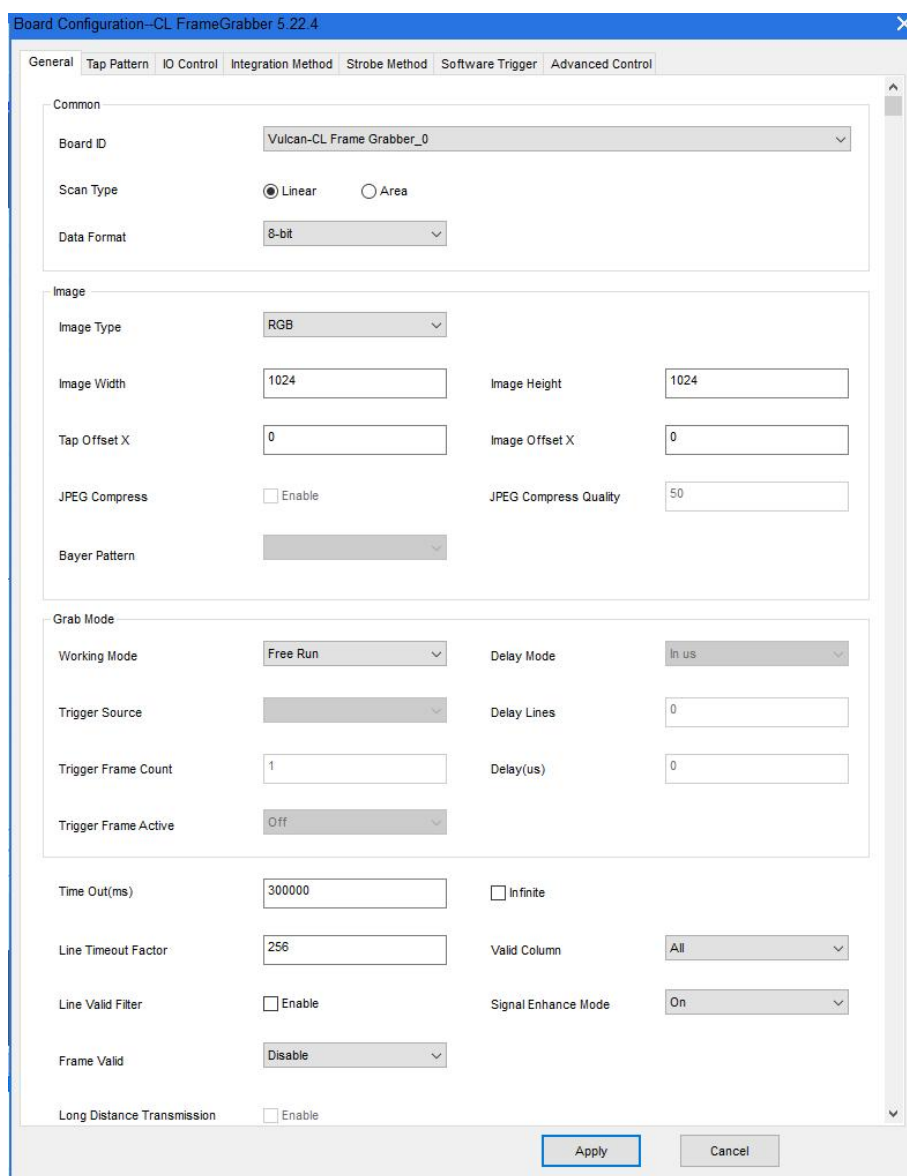 Board Configuration--CL FrameGrabber 5.22.4
General Tap Pattern IO Control Integration Method Strobe Method Software Trigger Advanced Control
Common
Board ID Vulcan-CL Frame Grabber_0
Scan Type Linear Area
Data Format 8-bit
Image
Image Type RGB
Image Width 1024 Image Height 1024
Tap Offset X 0 Image Offset X 0
JPEG Compress Enable JPEG Compress Quality 50
Bayer Pattern
Grab Mode
Working Mode Free Run Delay Mode In us
Trigger Source Delay Lines 0
Trigger Frame Count 1 Delay(us) 0
Trigger Frame Active Off
Time Out(ms) 300000 Infinite
Line Timeout Factor 256 Valid Column All
Line Valid Filter Enable Signal Enhance Mode On
Frame Valid Disable
Long Distance Transmission Enable
Apply Cancel